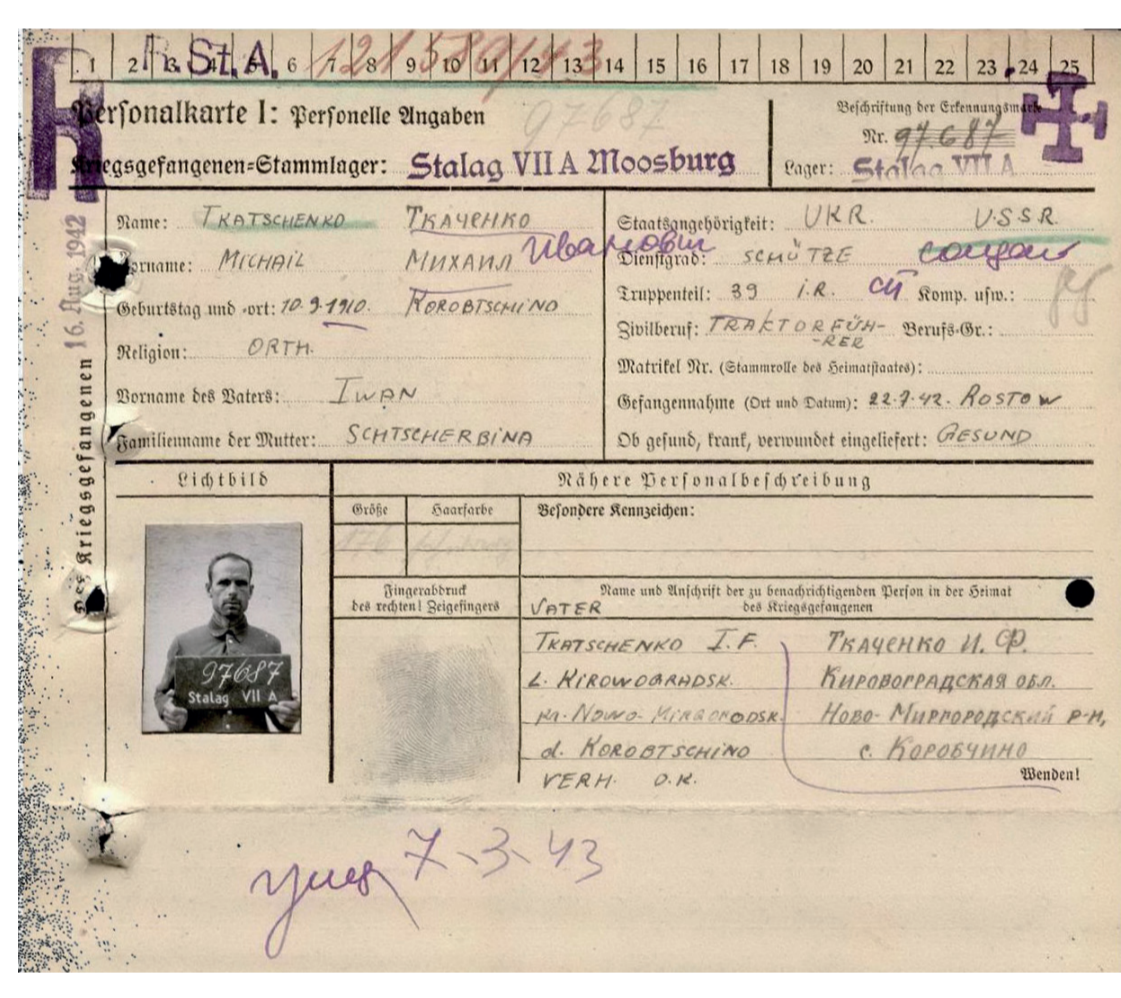 1 2 3 4 5 6 7 8 9 10 11 12 13 14 15 16 17 18 19 20 21 22 23 24 25
R. St. A. 121580/43
R
Personalkarte I: Personelle Angaben
97687
Beschriftung der Erkennungsmarke
Nr. 97687
Kriegsgefangenen-Stammlager: Stalag VII A Moosburg
Lager: Stalag VII A
Des Kriegsgefangenen 16. Aug. 1942
Name: TKATSCHENKO ТКАЧЕНКО
Vorname: MICHAIL МИХАИЛ Иванович
Geburtstag und -ort: 10.9.1910. KOROBTSCHINO
Religion: ORTH.
Vorname des Vaters: IWAN
Familienname der Mutter: SCHTSCHERBINA
Staatsangehörigkeit: UKR. USSR.
Dienstgrad: SCHÜTZE солдат
Truppenteil: 39 I.R. сп Komp. usw.:
Zivilberuf: TRAKTORFÜH-RER Berufs-Gr.:
Matrikel Nr. (Stammrolle des Heimatstaates):
Gefangennahme (Ort und Datum): 22.7.42. ROSTOW
Ob gesund, krank, verwundet eingeliefert: GESUND
Lichtbild
Nähere Personalbeschreibung
Größe Haarfarbe
176
Besondere Kennzeichen:
Fingerabdruck
des rechten! Zeigefingers
Name und Anschrift der zu benachrichtigenden Person in der Heimat
des Kriegsgefangenen
VATER
TKATSCHENKO I.F. ТКАЧЕНКО И. Ф.
L. KIROWOGRADSK. КИРОВОГРАДСКАЯ ОБЛ.
NOWO-MIRGORODSK. НОВО-МИРГОРОДСКИЙ Р-Н,
d. KOROBTSCHINO с. КОРОБЧИНО
VERH. O.K.
Wenden!
97687
Stalag VII A
7-3-43